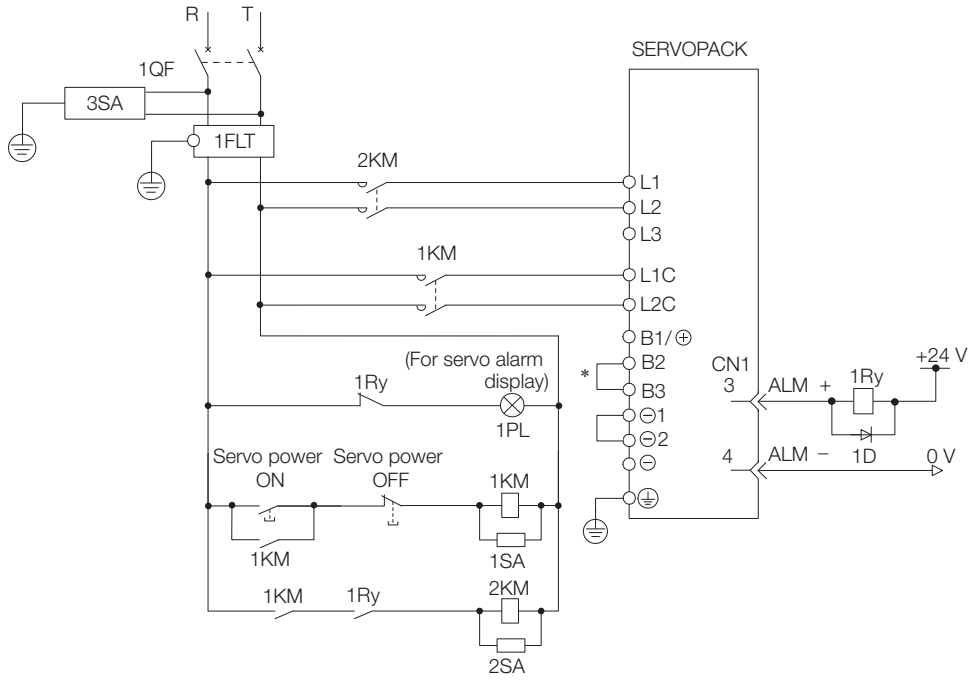 R T
SERVOPACK
1QF
3SA
1FLT
2KM
L1
L2
L3
1KM
L1C
L2C
B1/⊕
(For servo alarm
display)
B2
CN1
+24 V
*
1Ry
B3
3
ALM +
1Ry
1PL
⊖1
⊖2
1D
⊖
4
ALM −
0 V
Servo power
ON
Servo power
OFF
1KM
1KM
1SA
1KM
1Ry
2KM
2SA